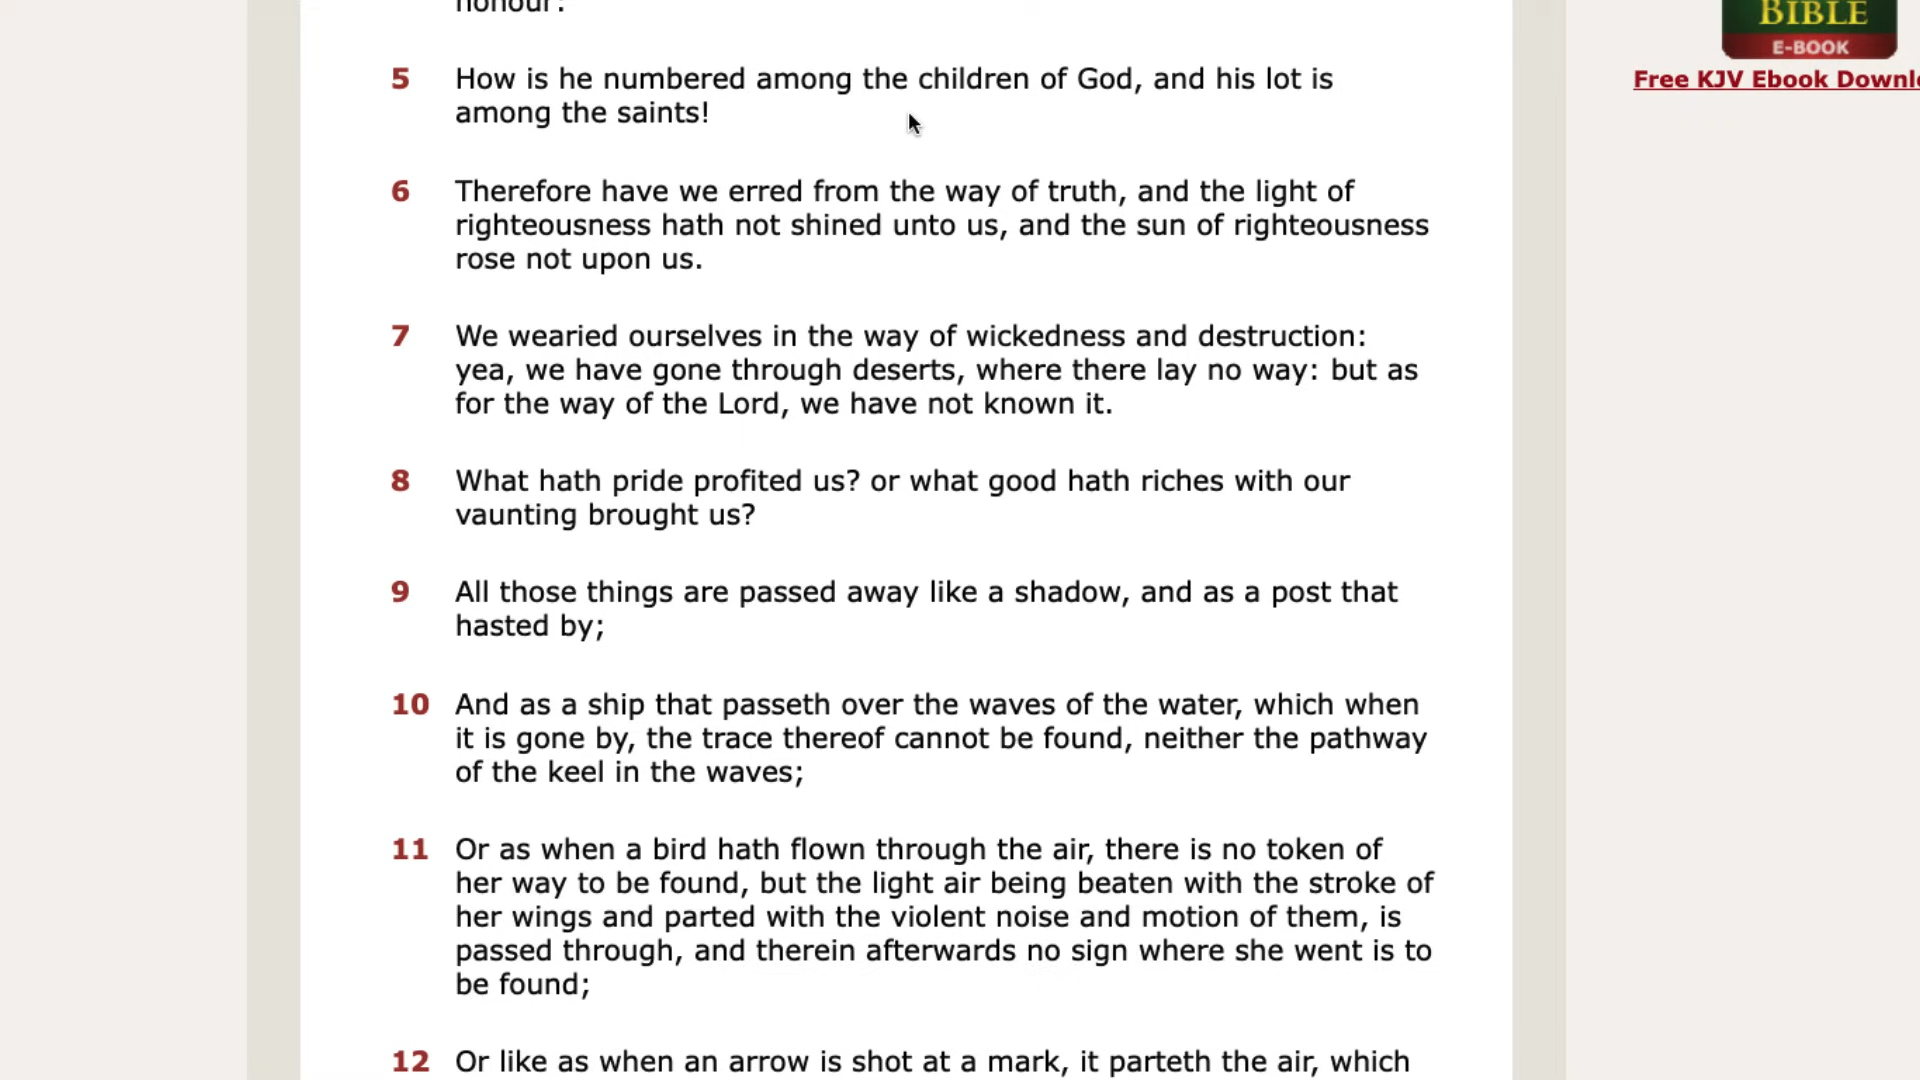 honour:
BIBLE
E-BOOK
Free KJV Ebook Downl
5 How is he numbered among the children of God, and his lot is
among the saints!
6 Therefore have we erred from the way of truth, and the light of
righteousness hath not shined unto us, and the sun of righteousness
rose not upon us.
7 We wearied ourselves in the way of wickedness and destruction:
yea, we have gone through deserts, where there lay no way: but as
for the way of the Lord, we have not known it.
8 What hath pride profited us? or what good hath riches with our
vaunting brought us?
9 All those things are passed away like a shadow, and as a post that
hasted by;
10 And as a ship that passeth over the waves of the water, which when
it is gone by, the trace thereof cannot be found, neither the pathway
of the keel in the waves;
11 Or as when a bird hath flown through the air, there is no token of
her way to be found, but the light air being beaten with the stroke of
her wings and parted with the violent noise and motion of them, is
passed through, and therein afterwards no sign where she went is to
be found;
12 Or like as when an arrow is shot at a mark, it parteth the air, which